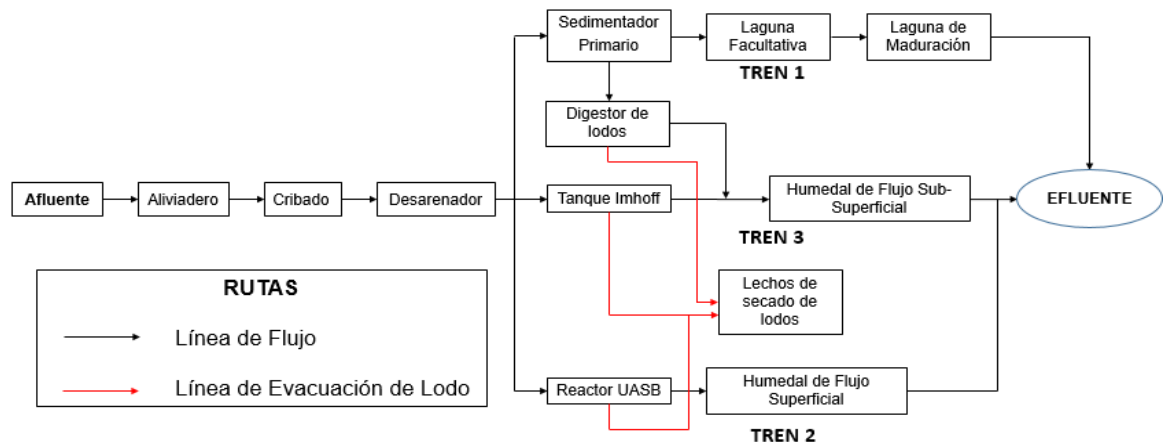 Sedimentador
Primario
Laguna
Facultativa
Laguna de
Maduración
TREN 1
Digestor de
lodos
Afluente
Aliviadero
Cribado
Desarenador
Tanque Imhoff
Humedal de Flujo Sub-
Superficial
EFLUENTE
TREN 3
RUTAS
Línea de Flujo
Línea de Evacuación de Lodo
Lechos de
secado de
lodos
Reactor UASB
Humedal de Flujo
Superficial
TREN 2